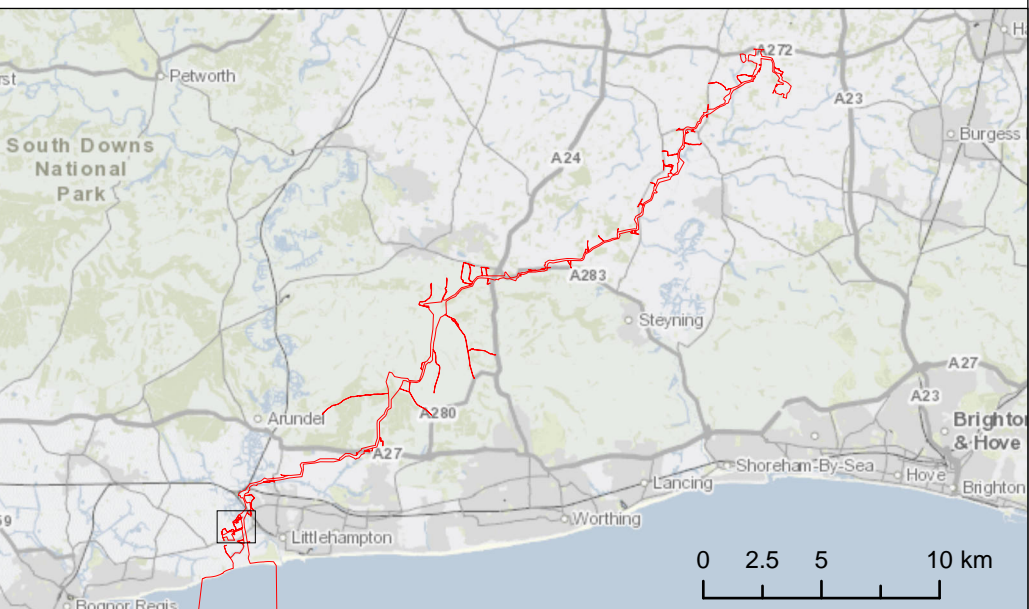 A272
Petworth
A23
South Downs
National
Park
Burgess
A24
A283
Steyning
A27
A23
Arundel
A280
Brighton
& Hove
A27
Shoreham-By-Sea
Hove
Brighton
Lancing
Worthing
Littlehampton
Bognor Regis
0 2.5 5 10 km